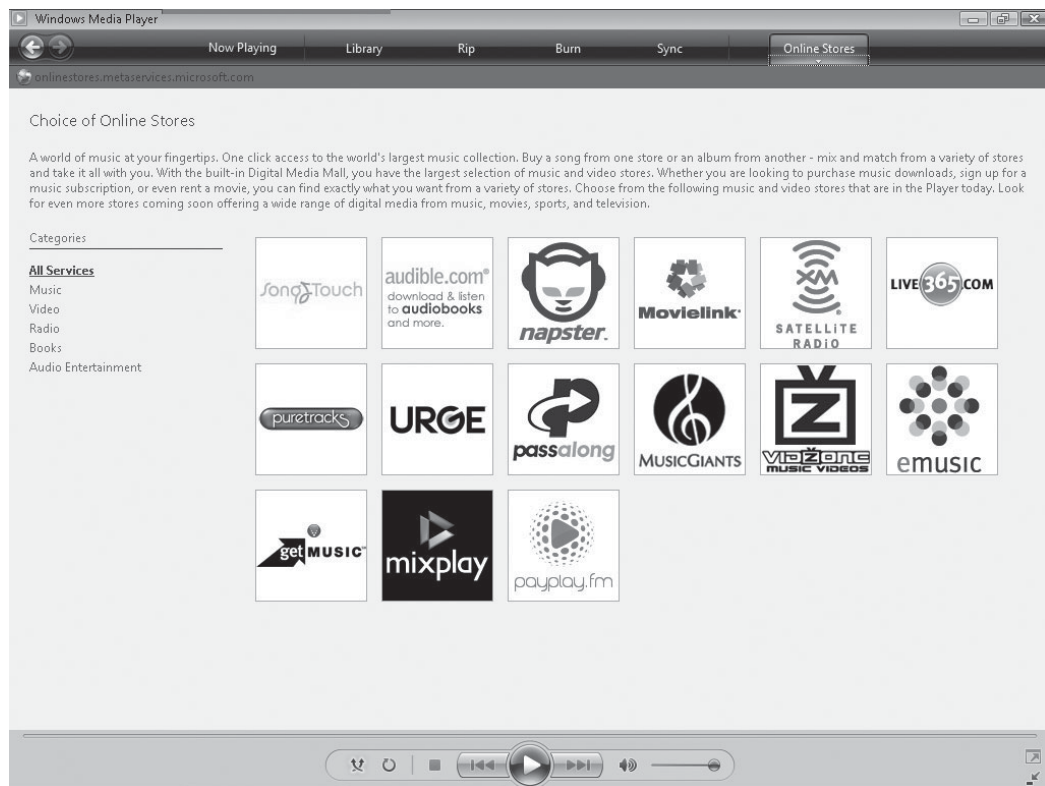 Windows Media Player
Now Playing Library Rip Burn Sync Online Stores
onlinestores.metaservices.microsoft.com
Choice of Online Stores
A world of music at your fingertips. One click access to the world's largest music collection. Buy a song from one store or an album from another - mix and match from a variety of stores
and take it all with you. With the built-in Digital Media Mall, you have the largest selection of music and video stores. Whether you are looking to purchase music downloads, sign up for a
music subscription, or even rent a movie, you can find exactly what you want from a variety of stores. Choose from the following music and video stores that are in the Player today. Look
for even more stores coming soon offering a wide range of digital media from music, movies, sports, and television.
Categories
All Services
Music
Video
Radio
Books
Audio Entertainment
SongTouch
audible.com®
download & listen
to audiobooks
and more.
napster.
Movielink
XM
SATELLITE
RADIO
LIVE365.COM
puretracks
URGE
passalong
MUSICGIANTS
Z
VIDZONE
MUSIC VIDEOS
emusic
getMUSIC
mixplay
payplay.fm